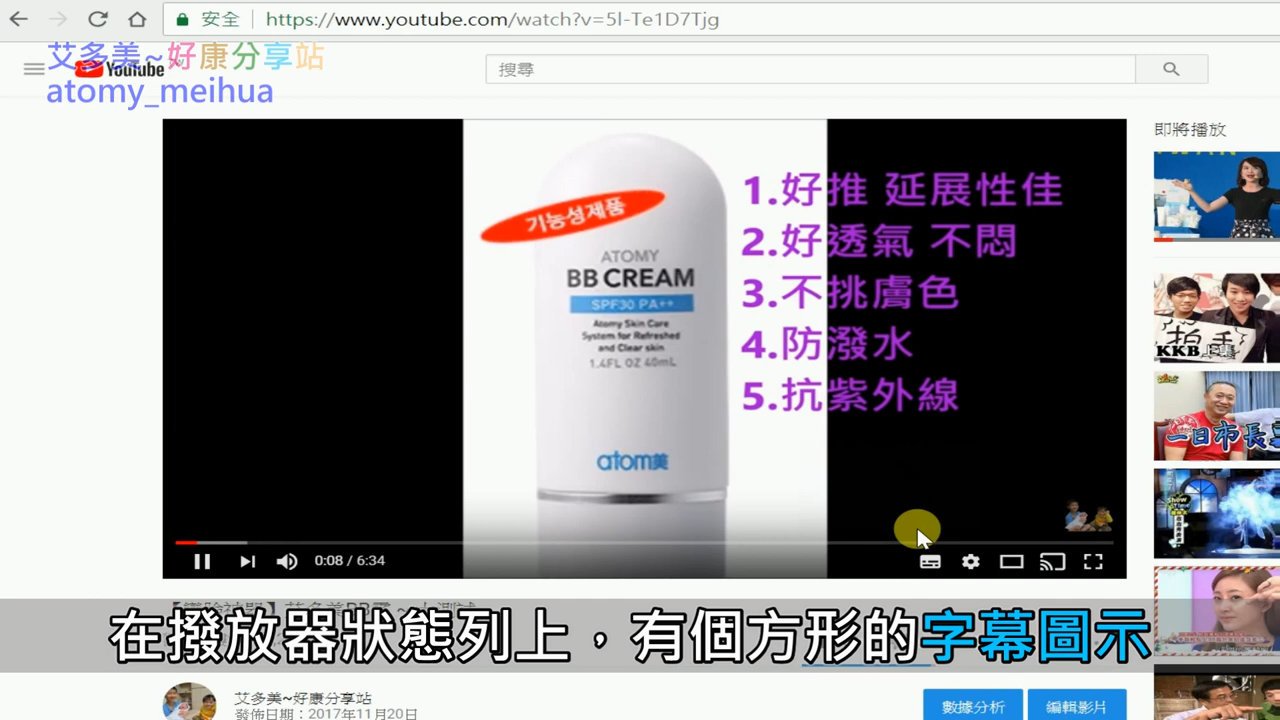 安全 https://www.youtube.com/watch?v=5l-Te1D7Tjg
艾多美~好康分享站
YouTube
atomy_meihua
搜尋
即將播放
기능성제품
ATOMY
BB CREAM
SPF30 PA++
Atomy Skin Care
System for Refreshed
and Clear skin
1.4FL OZ 40mL
atom美
1.好推 延展性佳
2.好透氣 不悶
3.不挑膚色
4.防潑水
5.抗紫外線
0:08 / 6:34
KKB
一日市長
Show
在撥放器狀態列上，有個方形的字幕圖示
艾多美~好康分享站
發佈日期：2017年11月20日
數據分析
編輯影片